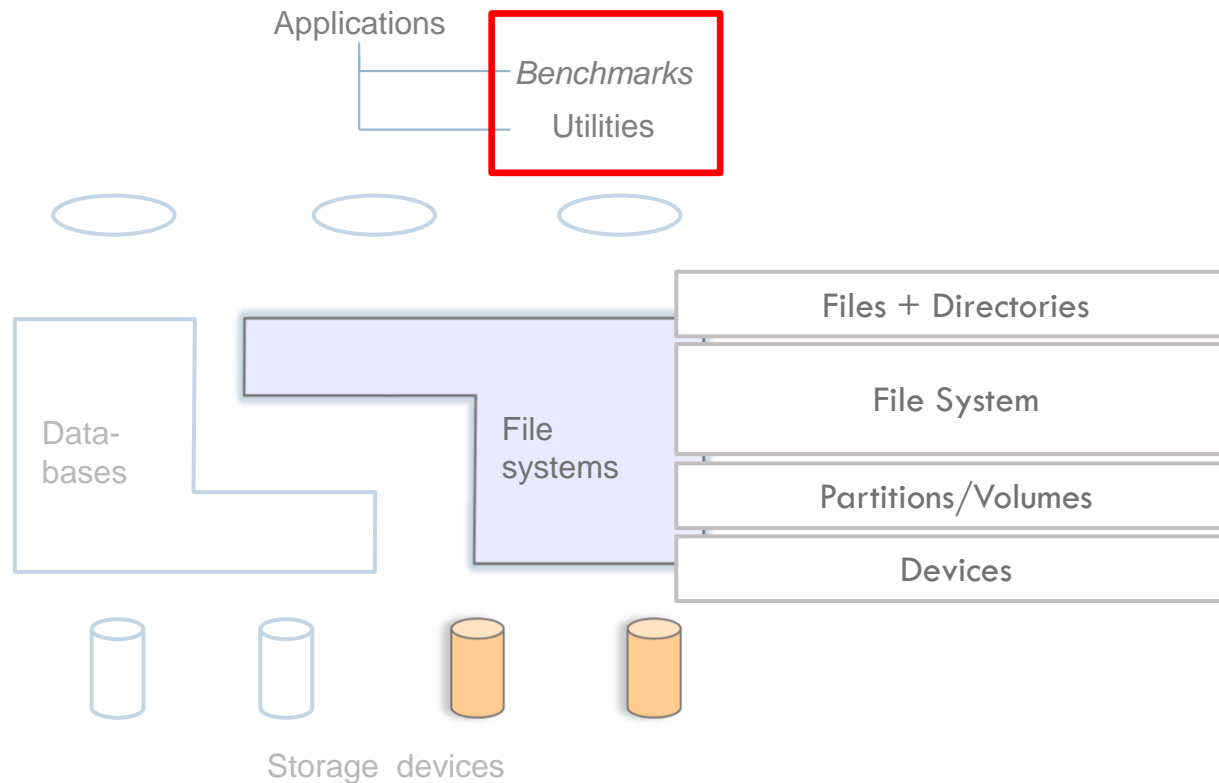 Applications
Benchmarks
Utilities
Files + Directories
File System
Data-
bases
File
systems
Partitions/Volumes
Devices
Storage devices